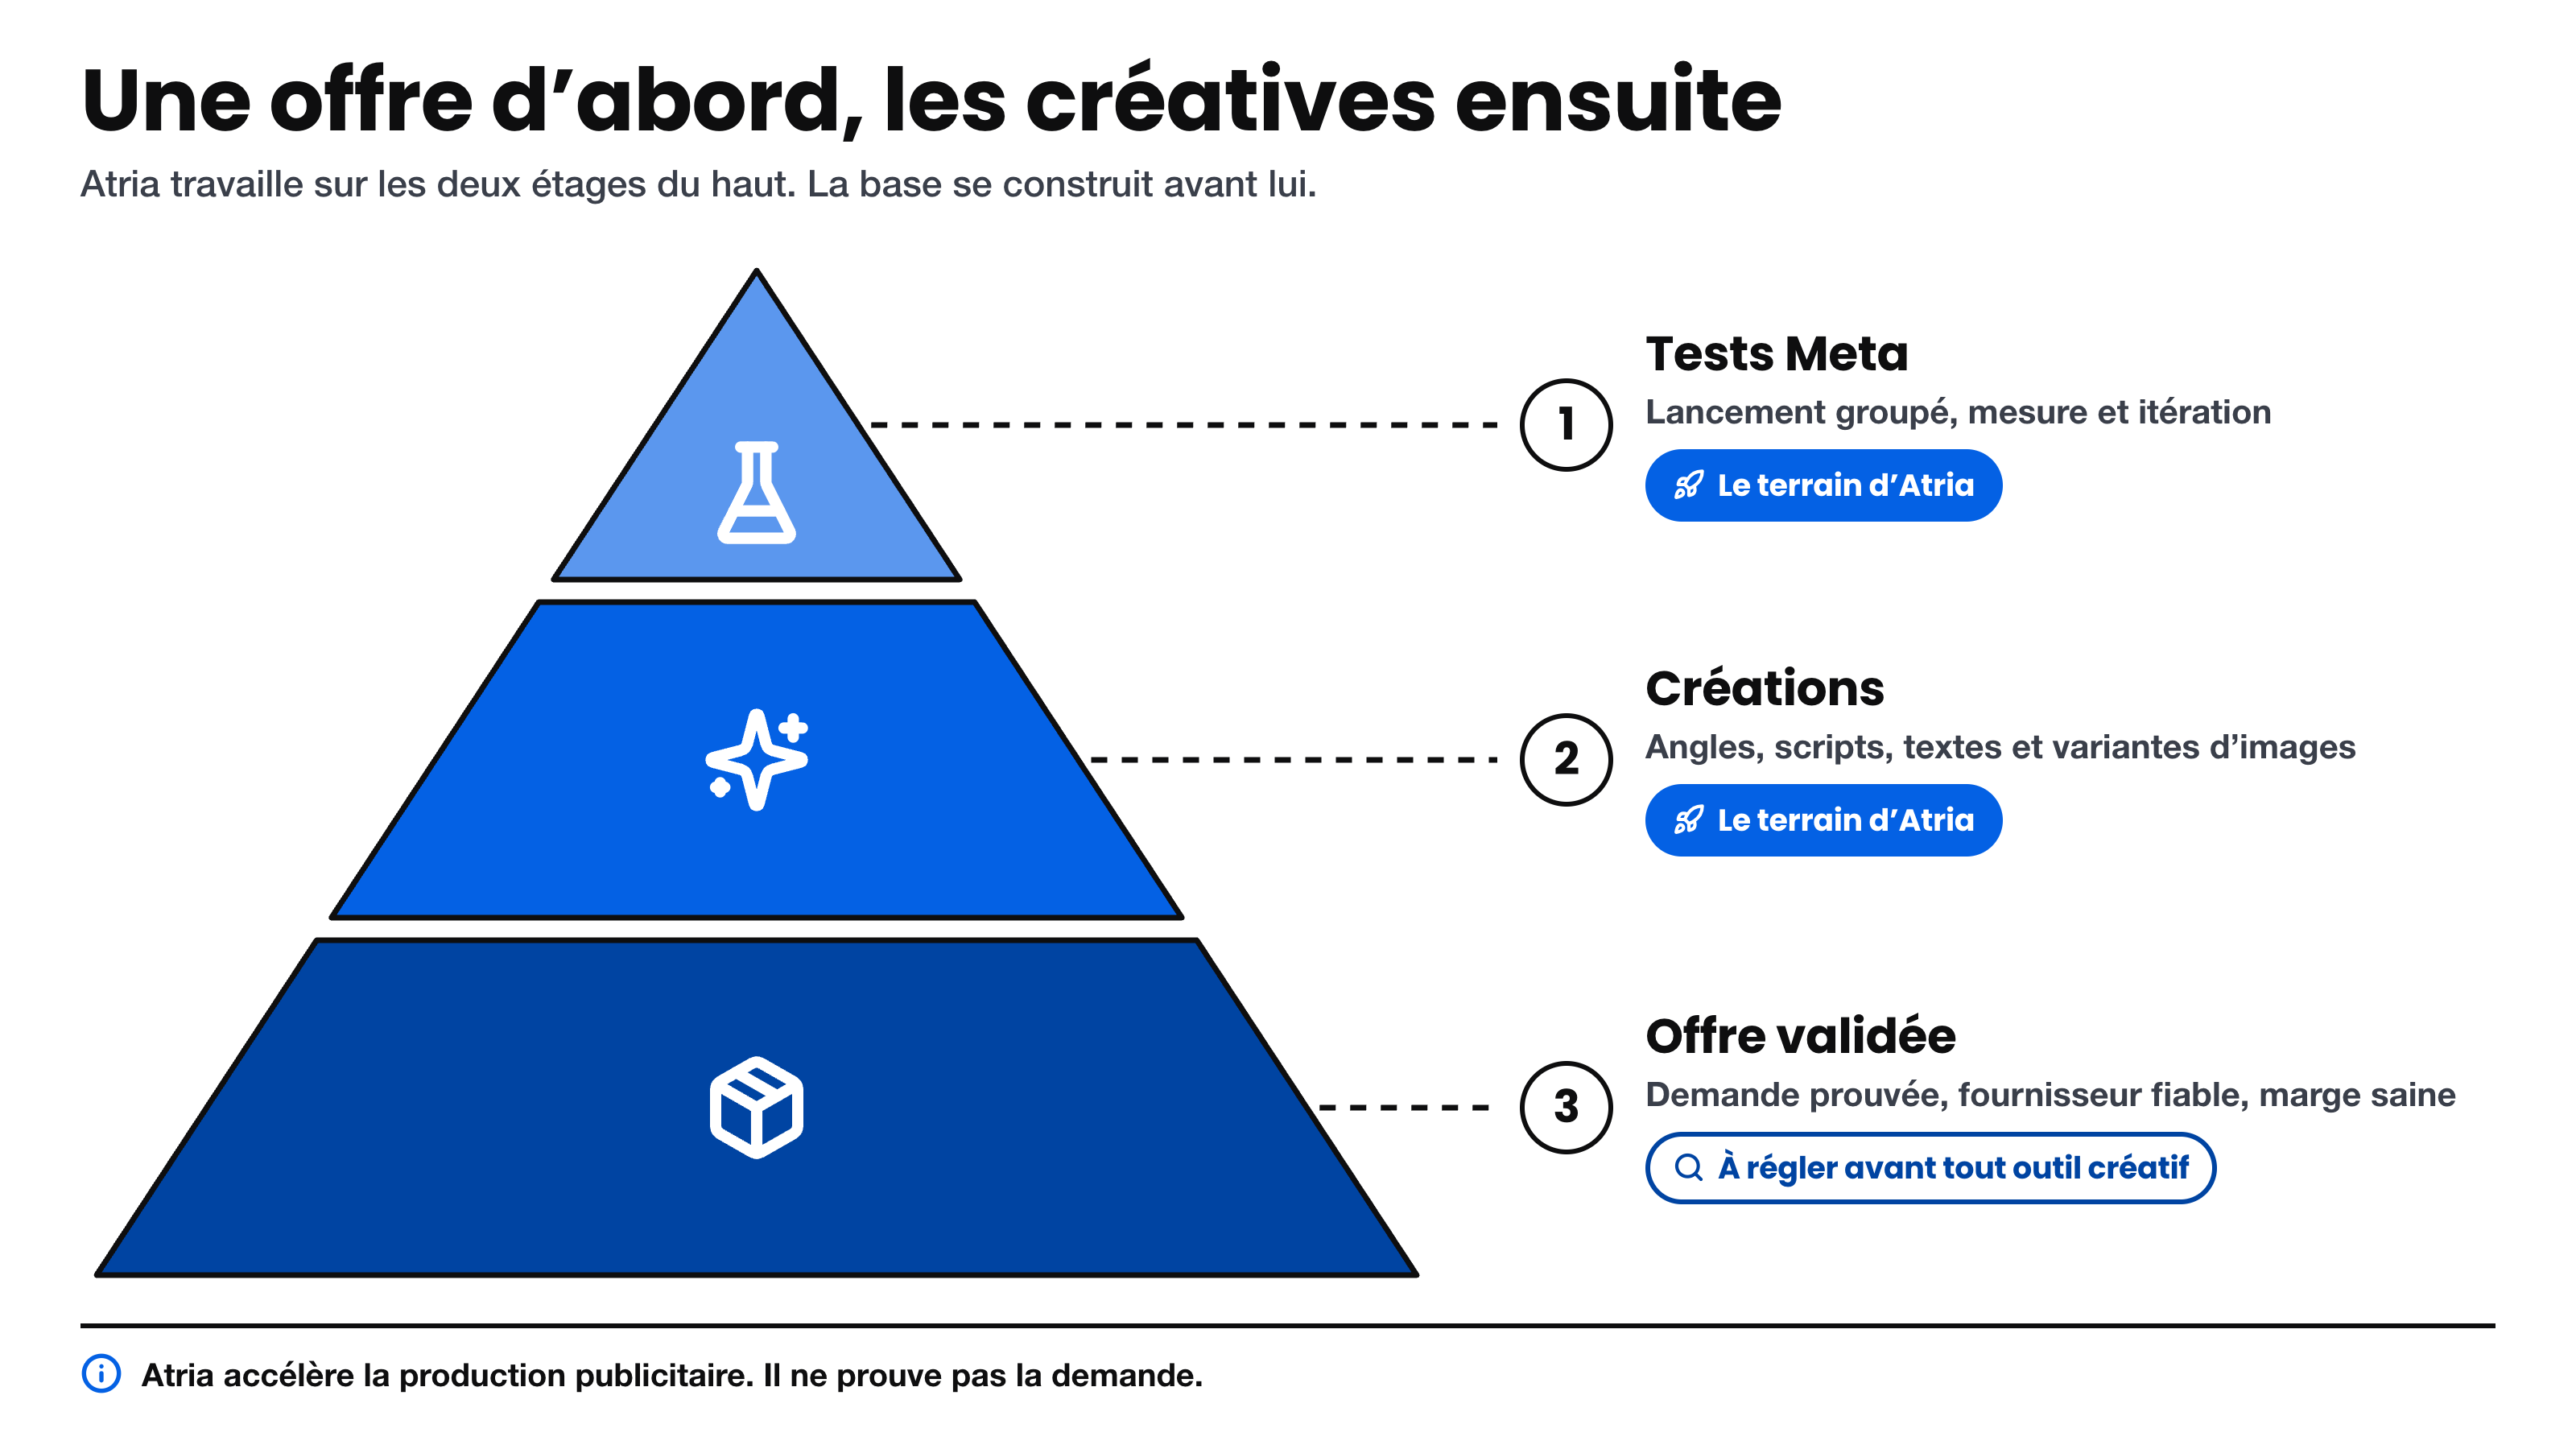 Une offre d’abord, les créatives ensuite
Atria travaille sur les deux étages du haut. La base se construit avant lui.
1
Tests Meta
Lancement groupé, mesure et itération
Le terrain d’Atria
2
Créations
Angles, scripts, textes et variantes d’images
Le terrain d’Atria
3
Offre validée
Demande prouvée, fournisseur fiable, marge saine
À régler avant tout outil créatif
Atria accélère la production publicitaire. Il ne prouve pas la demande.